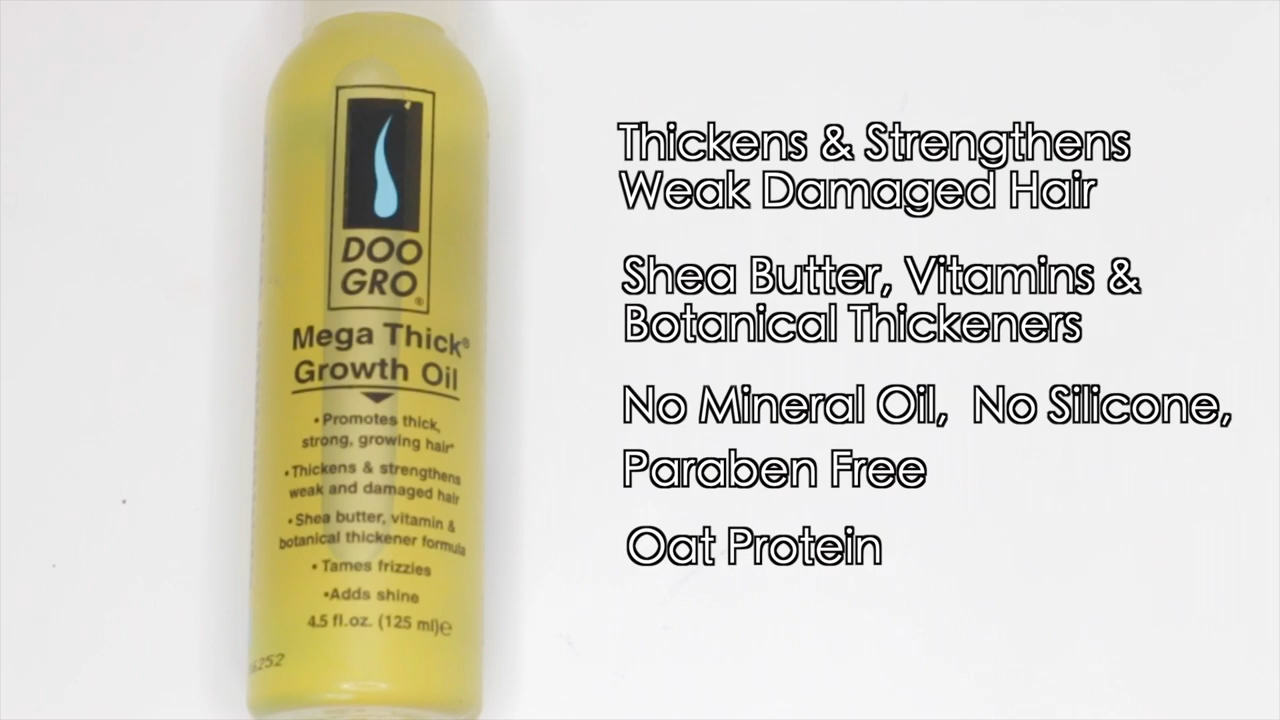 DOO
GRO®
Mega Thick®
Growth Oil
•Promotes thick,
strong, growing hair*
•Thickens & strengthens
weak and damaged hair
•Shea butter, vitamin &
botanical thickener formula
• Tames frizzies
•Adds shine
4.5 fl.oz. (125 ml)℮
Thickens & Strengthens
Weak Damaged Hair
Shea Butter, Vitamins &
Botanical Thickeners
No Mineral Oil,  No Silicone,
Paraben Free
Oat Protein